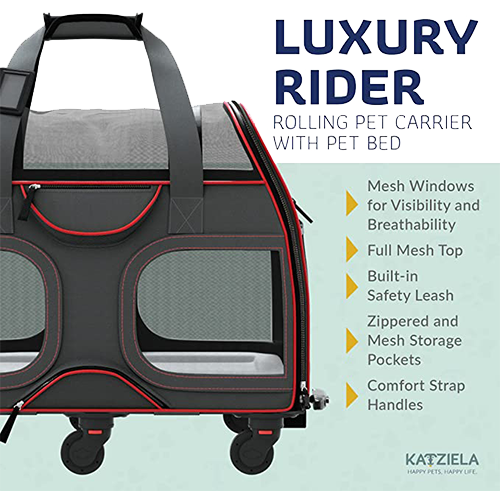 LUXURY
RIDER
ROLLING PET CARRIER
WITH PET BED
Mesh Windows
for Visibility and
Breathability
Full Mesh Top
Built-in
Safety Leash
Zippered and
Mesh Storage
Pockets
Comfort Strap
Handles
KATZIELA
HAPPY PETS, HAPPY LIFE.